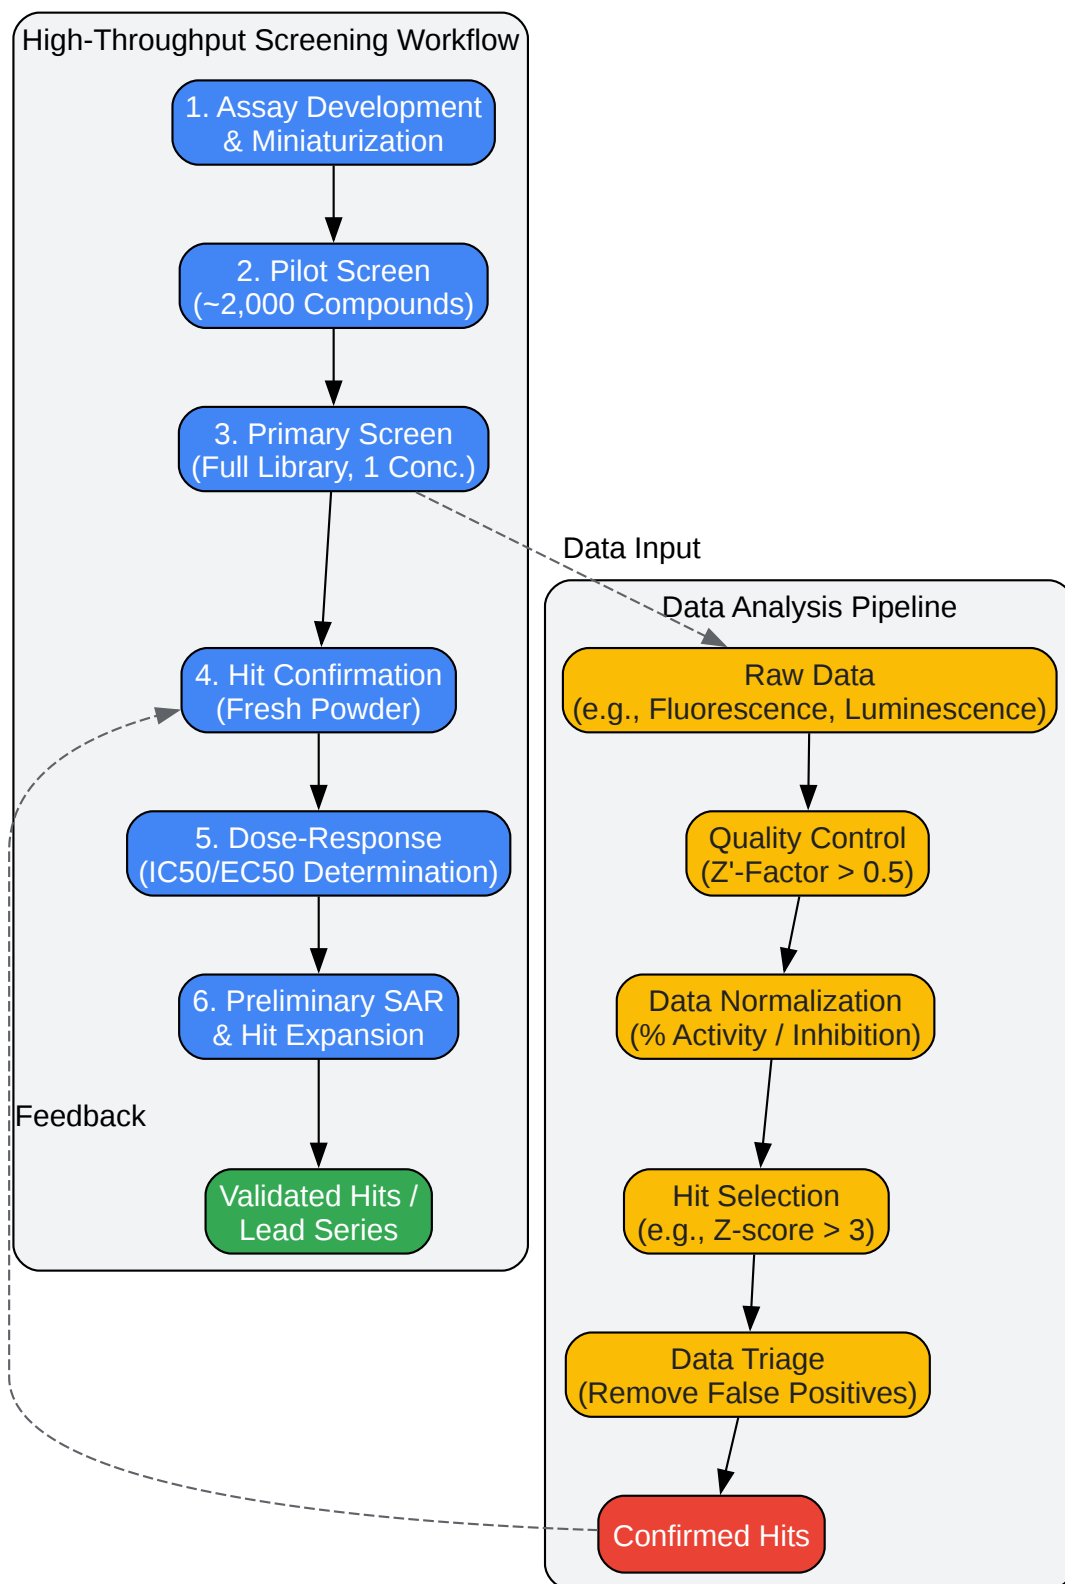 High-Throughput Screening Workflow
1. Assay Development
& Miniaturization
2. Pilot Screen
(~2,000 Compounds)
3. Primary Screen
(Full Library, 1 Conc.)
Data Input
Data Analysis Pipeline
4. Hit Confirmation
(Fresh Powder)
Raw Data
(e.g., Fluorescence, Luminescence)
5. Dose-Response
(IC50/EC50 Determination)
Quality Control
(Z'-Factor > 0.5)
6. Preliminary SAR
& Hit Expansion
Data Normalization
(% Activity / Inhibition)
Feedback
Validated Hits /
Lead Series
Hit Selection
(e.g., Z-score > 3)
Data Triage
(Remove False Positives)
Confirmed Hits